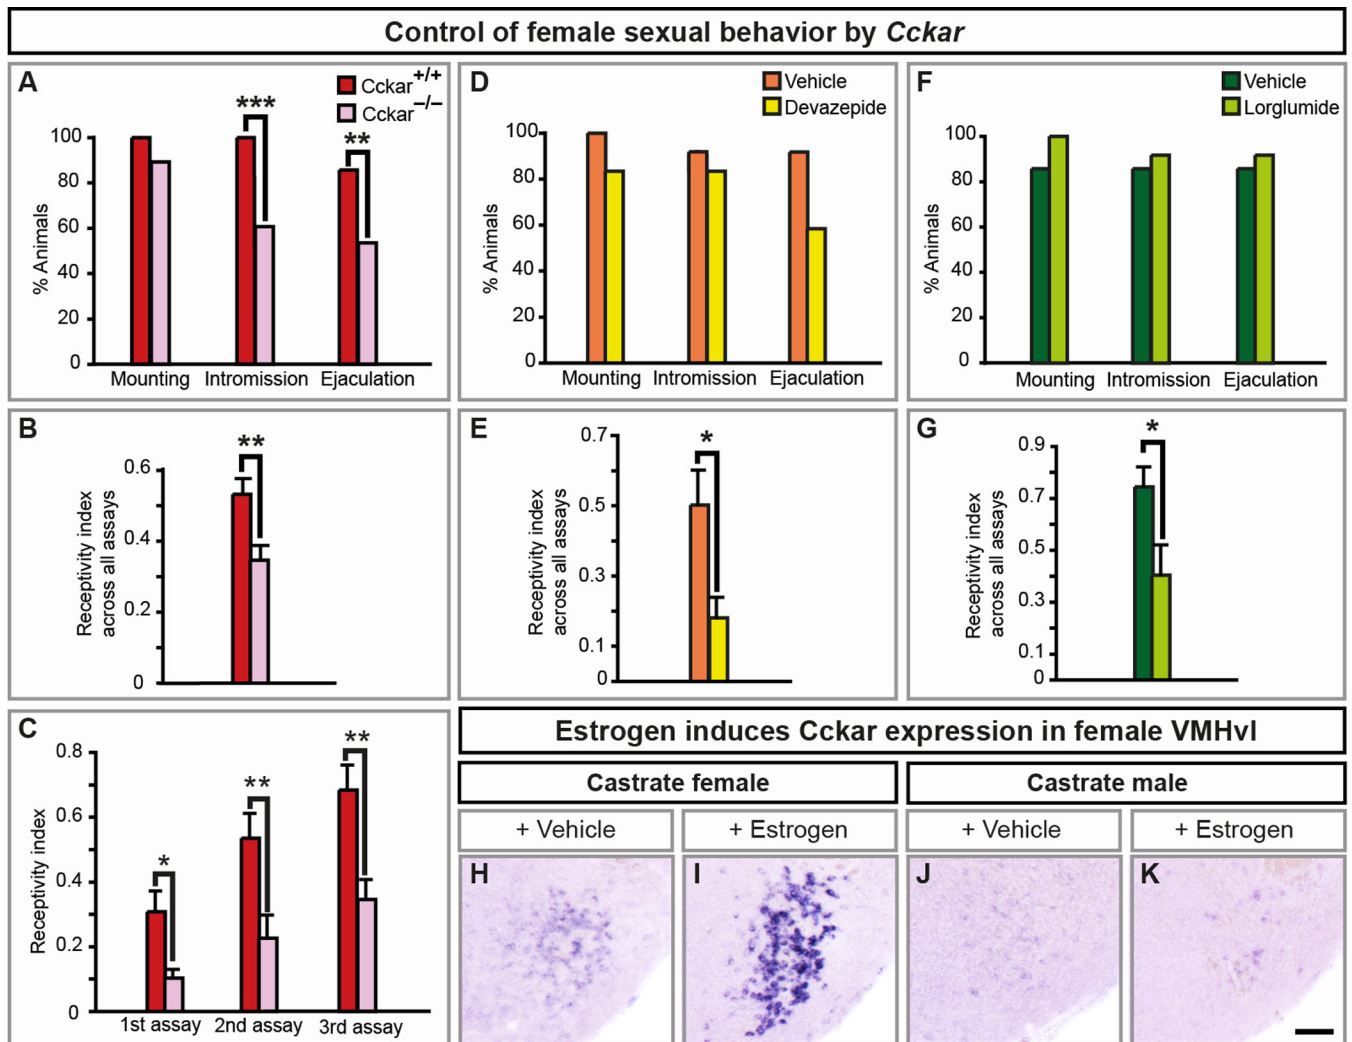 Control of female sexual behavior by Cckar
A
Cckar+/+
Cckar–/–
***
**
100
80
60
40
20
0
% Animals
Mounting Intromission Ejaculation
D
Vehicle
Devazepide
100
80
60
40
20
0
% Animals
Mounting Intromission Ejaculation
F
Vehicle
Lorglumide
100
80
60
40
20
0
% Animals
Mounting Intromission Ejaculation
B
**
0.6
0.4
0.2
0
Receptivity index
across all assays
E
*
0.7
0.5
0.3
0.1
0
Receptivity index
across all assays
G
*
0.9
0.7
0.5
0.3
0.1
0
Receptivity index
across all assays
C
**
**
*
0.8
0.6
0.4
0.2
0
Receptivity index
1st assay 2nd assay 3rd assay
Estrogen induces Cckar expression in female VMHvl
Castrate female
Castrate male
+ Vehicle
+ Estrogen
+ Vehicle
+ Estrogen
H
I
J
K